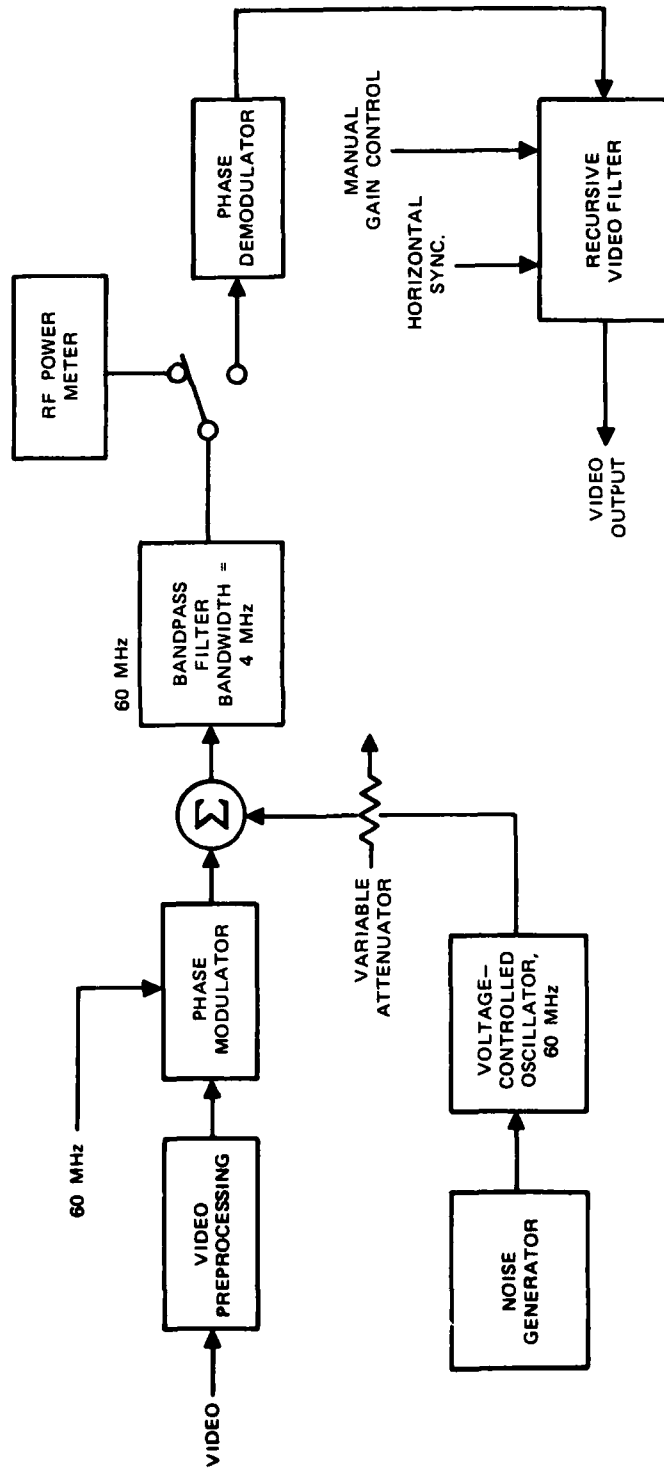 VIDEO
VIDEO
PREPROCESSING
60 MHz
PHASE
MODULATOR
Σ
60 MHz
BANDPASS
FILTER
BANDWIDTH =
4 MHz
RF POWER
METER
PHASE
DEMODULATOR
NOISE
GENERATOR
VOLTAGE–
CONTROLLED
OSCILLATOR,
60 MHz
VARIABLE
ATTENUATOR
MANUAL
GAIN CONTROL
HORIZONTAL
SYNC.
RECURSIVE
VIDEO FILTER
VIDEO
OUTPUT